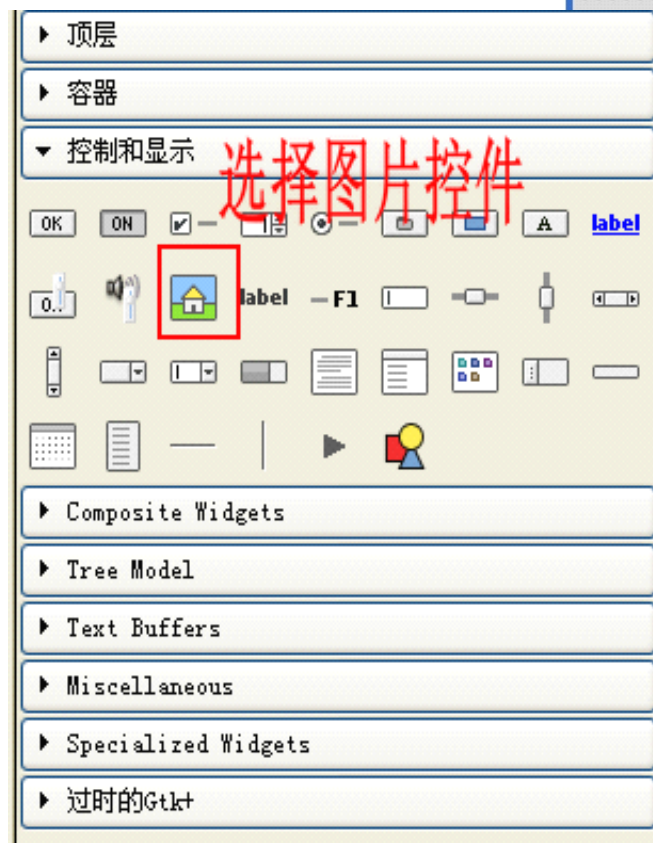 顶层
容器
控制和显示
选择图片控件
OK ON A label
0.. label F1
Composite Widgets
Tree Model
Text Buffers
Miscellaneous
Specialized Widgets
过时的Gtk+